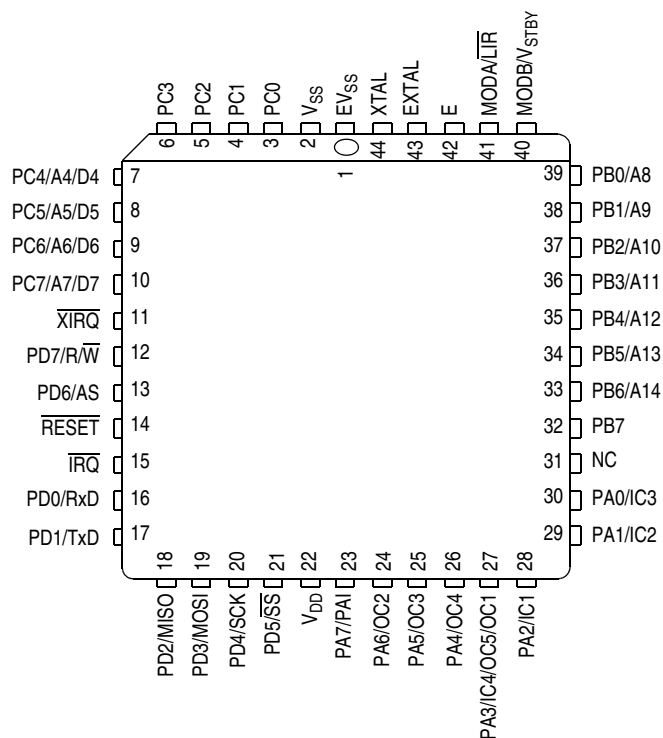 PC3
PC2
PC1
PC0
VSS
EVSS
XTAL
EXTAL
E
MODA/L̅I̅R̅
MODB/VSTBY
6
5
4
3
2
1
44
43
42
41
40
PC4/A4/D4 7
PC5/A5/D5 8
PC6/A6/D6 9
PC7/A7/D7 10
X̅I̅R̅Q̅ 11
PD7/R/W̅ 12
PD6/AS 13
R̅E̅S̅E̅T̅ 14
I̅R̅Q̅ 15
PD0/RxD 16
PD1/TxD 17
39 PB0/A8
38 PB1/A9
37 PB2/A10
36 PB3/A11
35 PB4/A12
34 PB5/A13
33 PB6/A14
32 PB7
31 NC
30 PA0/IC3
29 PA1/IC2
18
19
20
21
22
23
24
25
26
27
28
PD2/MISO
PD3/MOSI
PD4/SCK
PD5/S̅S̅
VDD
PA7/PAI
PA6/OC2
PA5/OC3
PA4/OC4
PA3/IC4/OC5/OC1
PA2/IC1